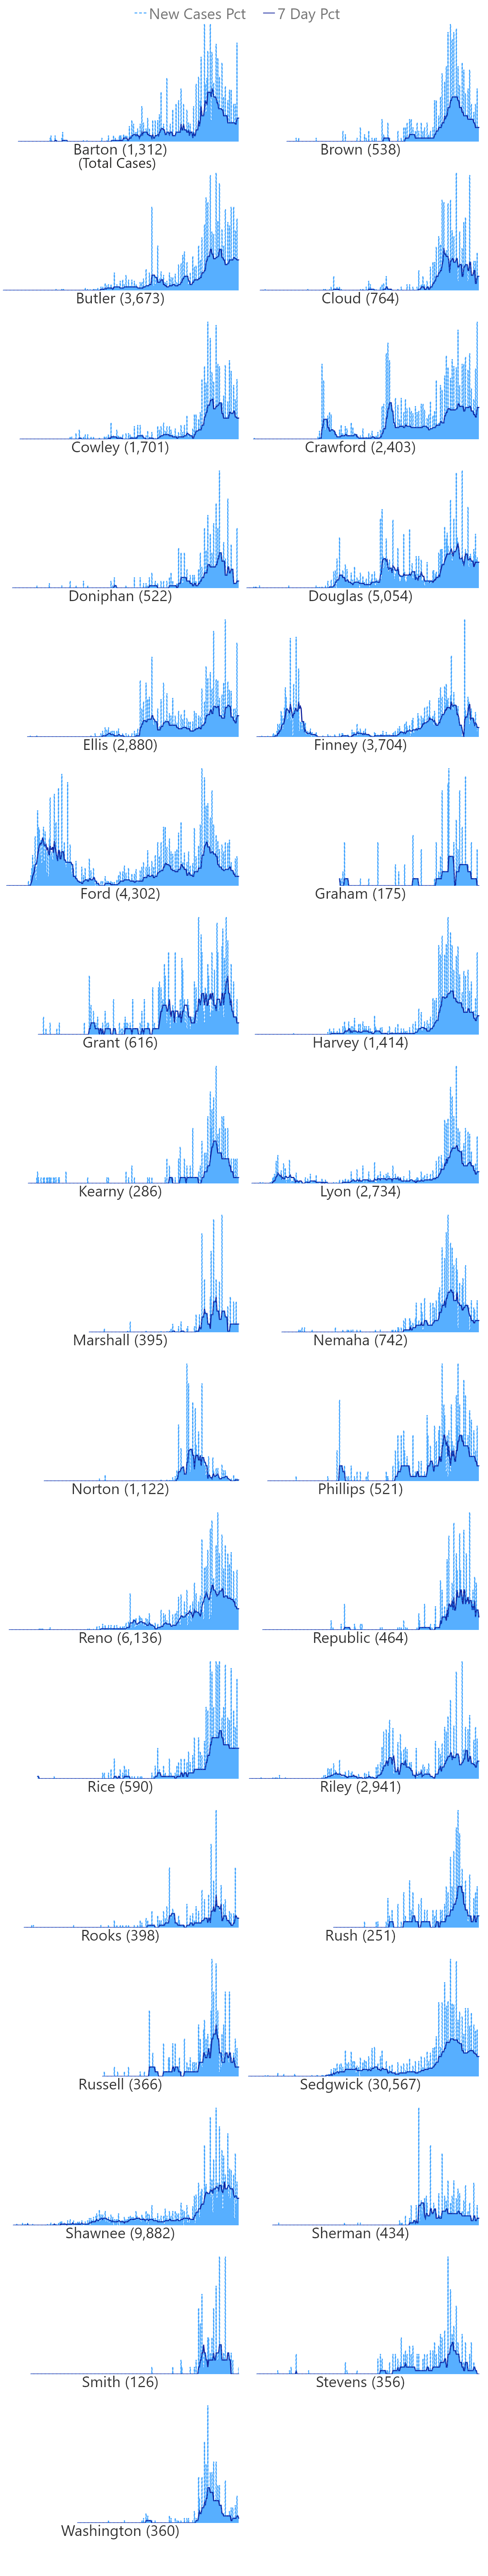 New Cases Pct 7 Day Pct
Barton (1,312) Brown (538)
(Total Cases)
Butler (3,673) Cloud (764)
Cowley (1,701) Crawford (2,403)
Doniphan (522) Douglas (5,054)
Ellis (2,880) Finney (3,704)
Ford (4,302) Graham (175)
Grant (616) Harvey (1,414)
Kearny (286) Lyon (2,734)
Marshall (395) Nemaha (742)
Norton (1,122) Phillips (521)
Reno (6,136) Republic (464)
Rice (590) Riley (2,941)
Rooks (398) Rush (251)
Russell (366) Sedgwick (30,567)
Shawnee (9,882) Sherman (434)
Smith (126) Stevens (356)
Washington (360)